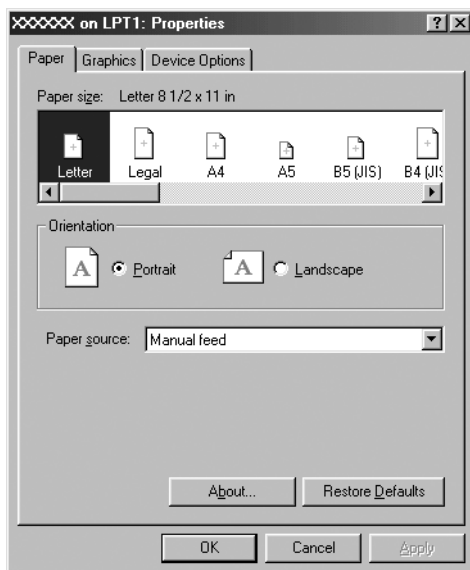 XXXXXX on LPT1: Properties
Paper Graphics Device Options
Paper size: Letter 8 1/2 x 11 in
Letter Legal A4 A5 B5 (JIS) B4 (JIS
Orientation
A Portrait A Landscape
Paper source: Manual feed
About... Restore Defaults
OK Cancel Apply